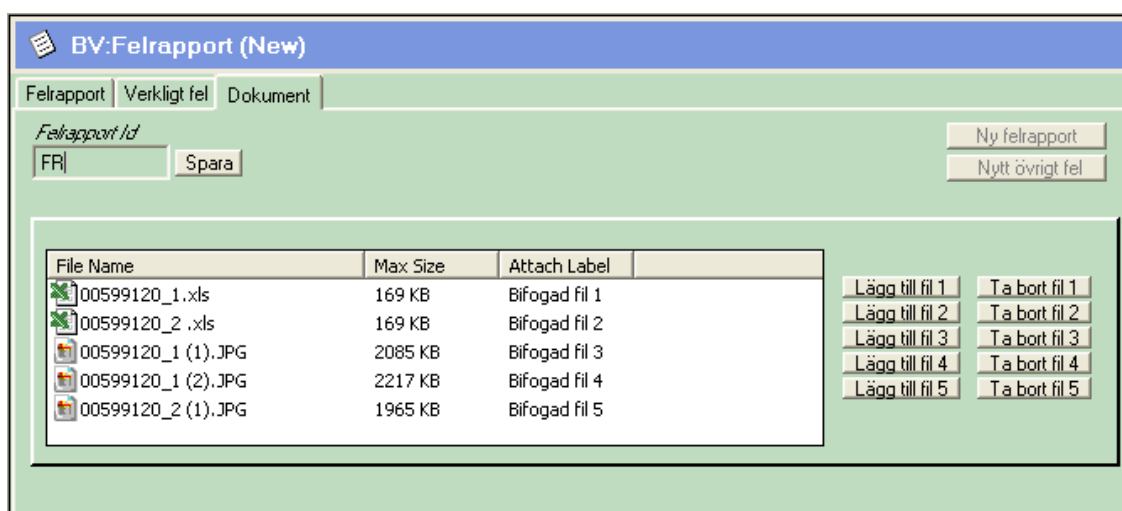 BV:Felrapport (New)
Felrapport Verkligt fel Dokument
Felrapport Id
FR Spara
Ny felrapport
Nytt övrigt fel
File Name Max Size Attach Label
00599120_1.xls 169 KB Bifogad fil 1
00599120_2 .xls 169 KB Bifogad fil 2
00599120_1 (1).JPG 2085 KB Bifogad fil 3
00599120_1 (2).JPG 2217 KB Bifogad fil 4
00599120_2 (1).JPG 1965 KB Bifogad fil 5
Lägg till fil 1 Ta bort fil 1
Lägg till fil 2 Ta bort fil 2
Lägg till fil 3 Ta bort fil 3
Lägg till fil 4 Ta bort fil 4
Lägg till fil 5 Ta bort fil 5